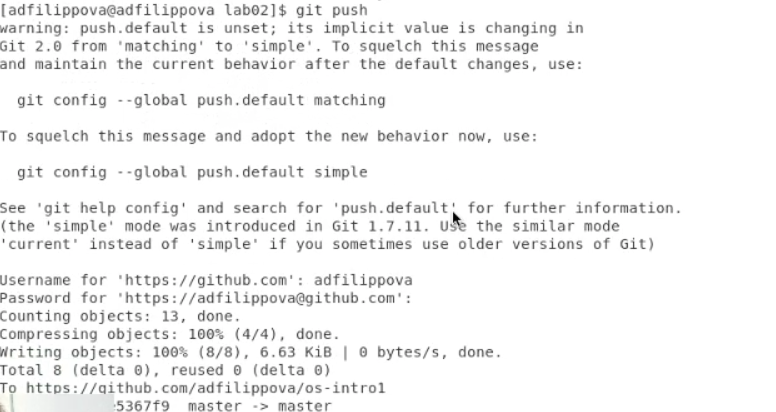 [adfilippova@adfilippova lab02]$ git push
warning: push.default is unset; its implicit value is changing in
Git 2.0 from 'matching' to 'simple'. To squelch this message
and maintain the current behavior after the default changes, use:
git config --global push.default matching
To squelch this message and adopt the new behavior now, use:
git config --global push.default simple
See 'git help config' and search for 'push.default' for further information.
(the 'simple' mode was introduced in Git 1.7.11. Use the similar mode
'current' instead of 'simple' if you sometimes use older versions of Git)
Username for 'https://github.com': adfilippova
Password for 'https://adfilippova@github.com':
Counting objects: 13, done.
Compressing objects: 100% (4/4), done.
Writing objects: 100% (8/8), 6.63 KiB | 0 bytes/s, done.
Total 8 (delta 0), reused 0 (delta 0)
To https://github.com/adfilippova/os-intro1
5367f9 master -> master